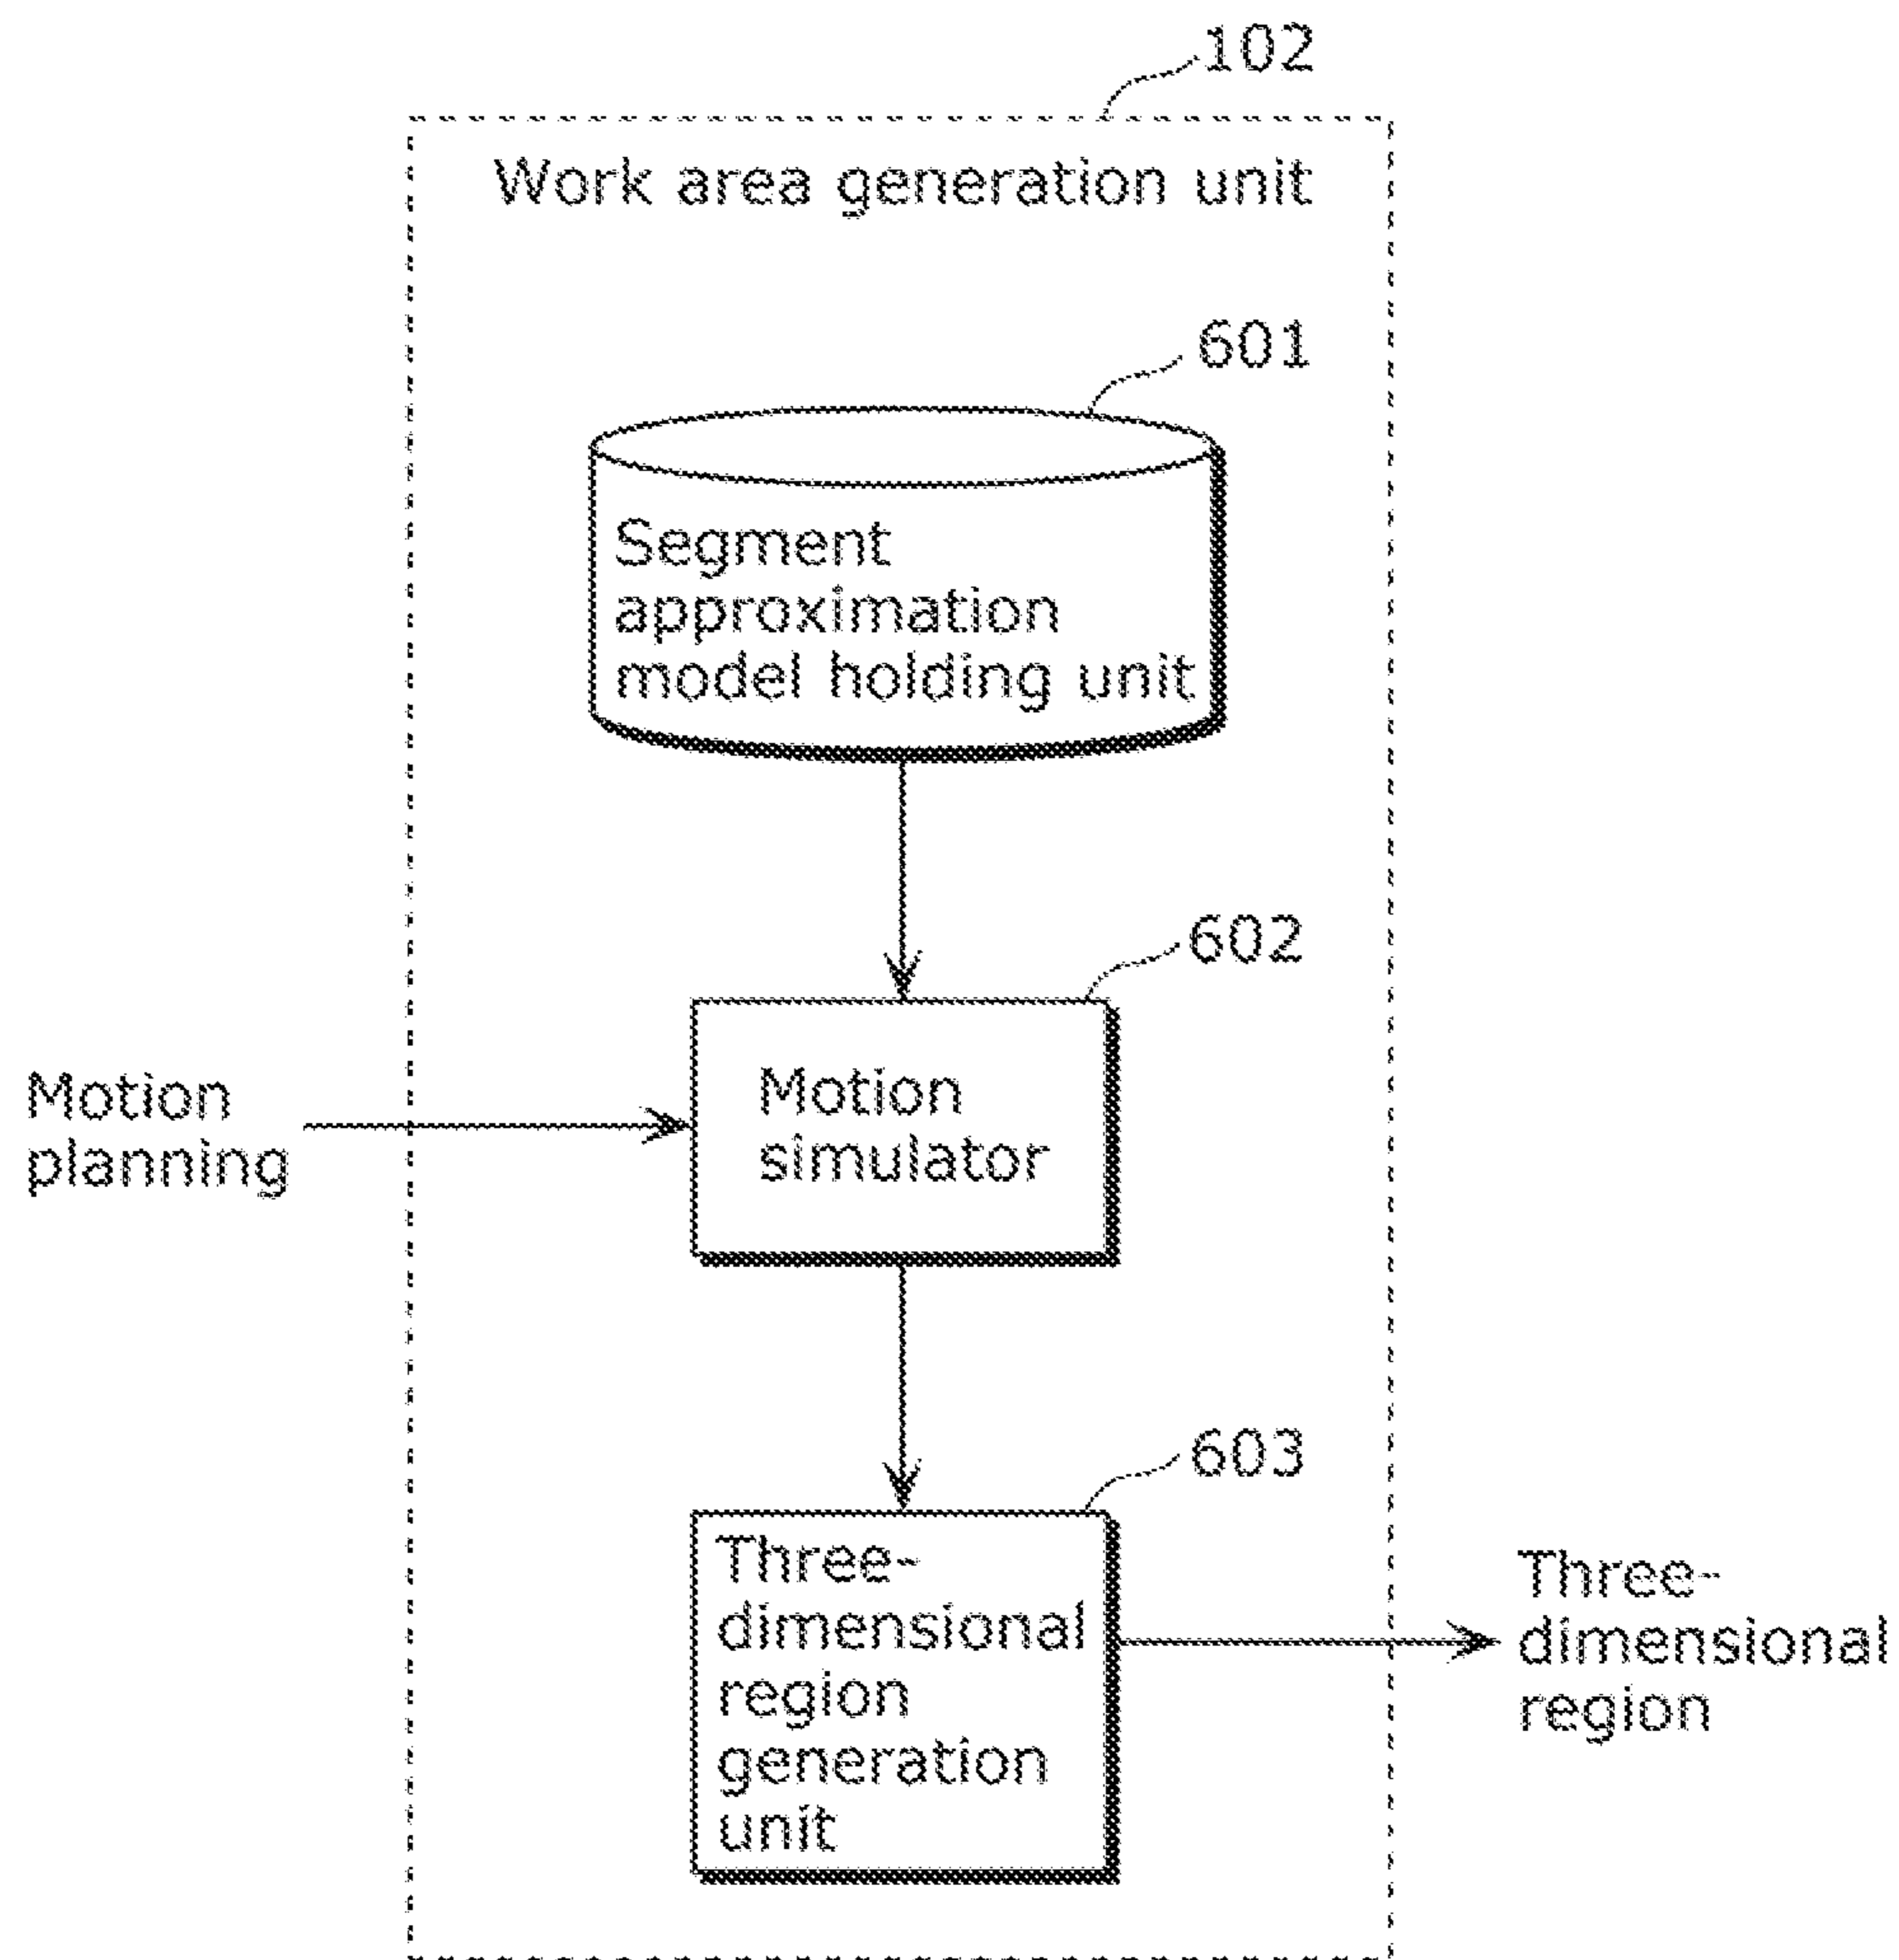 102
Work area generation unit
601
Segment
approximation
model holding unit
602
Motion
planning
Motion
simulator
603
Three-
dimensional
region
generation
unit
Three-
dimensional
region